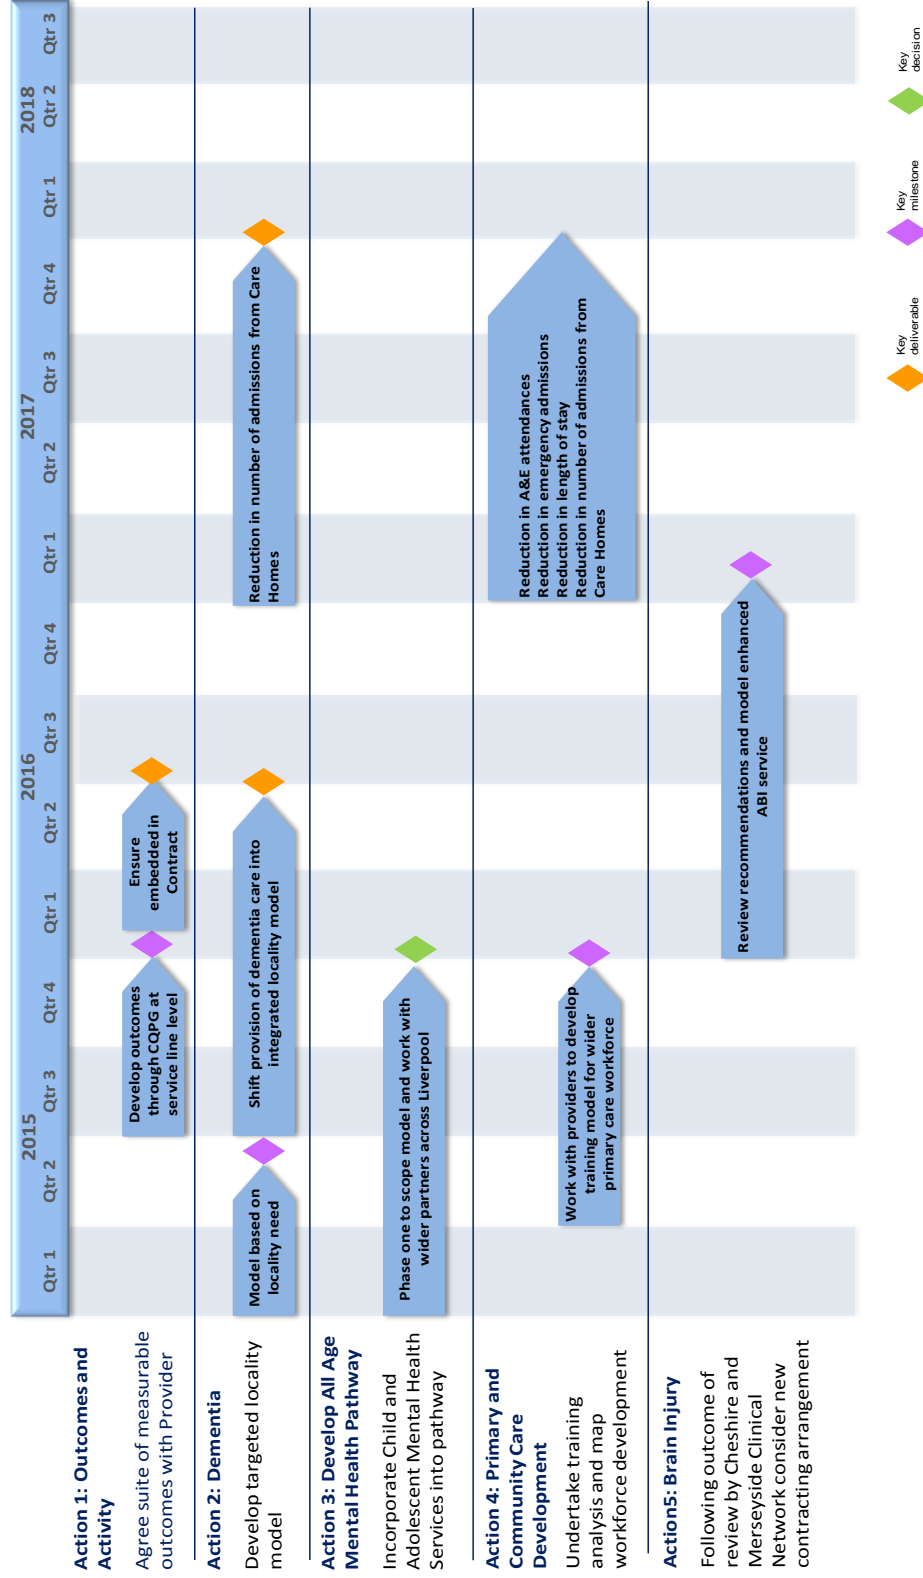 2015
2016
2017
2018
Qtr 1
Qtr 2
Qtr 3
Qtr 4
Qtr 1
Qtr 2
Qtr 3
Qtr 4
Qtr 1
Qtr 2
Qtr 3
Qtr 4
Qtr 1
Qtr 2
Qtr 3
Action 1: Outcomes and
Activity
Agree suite of measurable
outcomes with Provider
Develop outcomes
through CQPG at
service line level
Ensure
embedded in
Contract
Action 2: Dementia
Develop targeted locality
model
Model based on
locality need
Shift provision of dementia care into
integrated locality model
Reduction in number of admissions from Care
Homes
Action 3: Develop All Age
Mental Health Pathway
Incorporate Child and
Adolescent Mental Health
Services into pathway
Phase one to scope model and work with
wider partners across Liverpool
Action 4: Primary and
Community Care
Development
Undertake training
analysis and map
workforce development
Work with providers to develop
training model for wider
primary care workforce
Reduction in A&E attendances
Reduction in emergency admissions
Reduction in length of stay
Reduction in number of admissions from
Care Homes
Action5: Brain Injury
Following outcome of
review by Cheshire and
Merseyside Clinical
Network consider new
contracting arrangement
Review recommendations and model enhanced
ABI service
Key
deliverable
Key
milestone
Key
decision